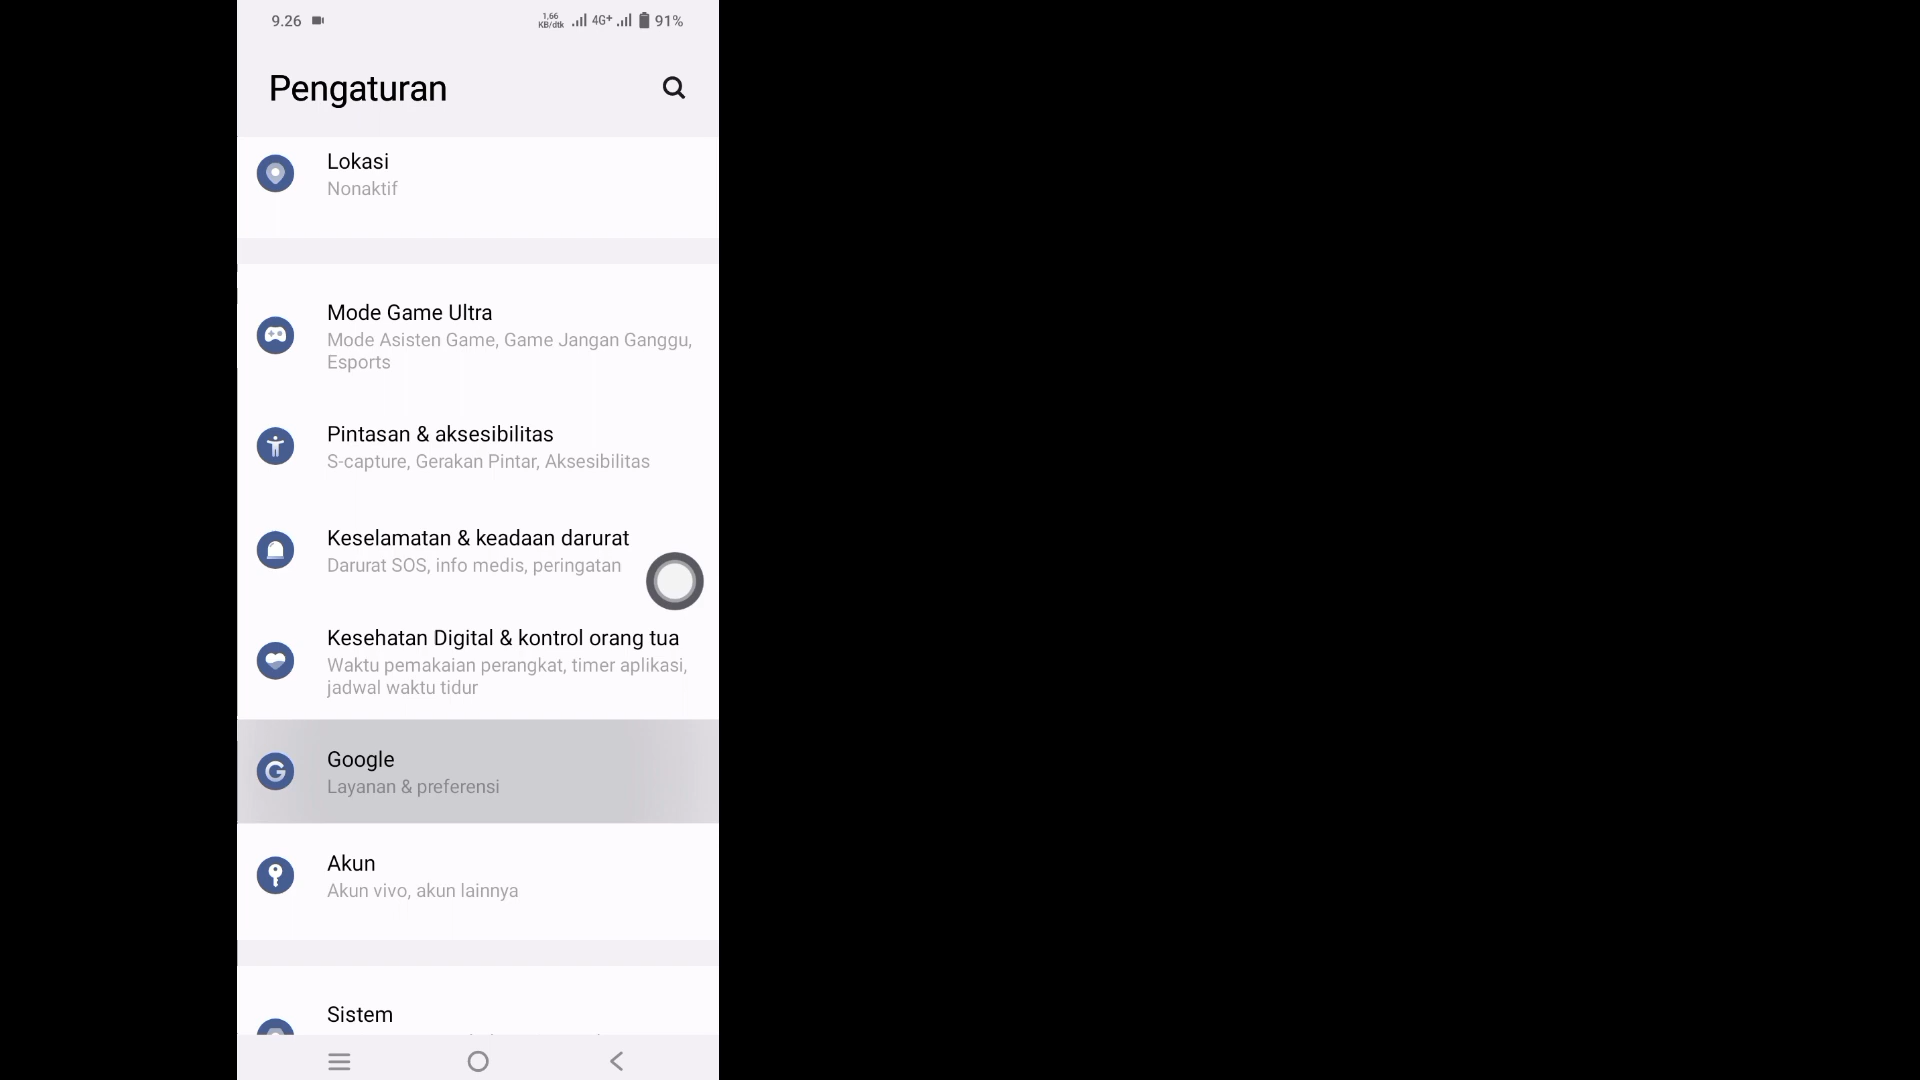 9.26
1,66
KB/dtk
4G+
91%
Pengaturan
Lokasi
Nonaktif
Mode Game Ultra
Mode Asisten Game, Game Jangan Ganggu,
Esports
Pintasan & aksesibilitas
S-capture, Gerakan Pintar, Aksesibilitas
Keselamatan & keadaan darurat
Darurat SOS, info medis, peringatan
Kesehatan Digital & kontrol orang tua
Waktu pemakaian perangkat, timer aplikasi,
jadwal waktu tidur
Google
Layanan & preferensi
Akun
Akun vivo, akun lainnya
Sistem